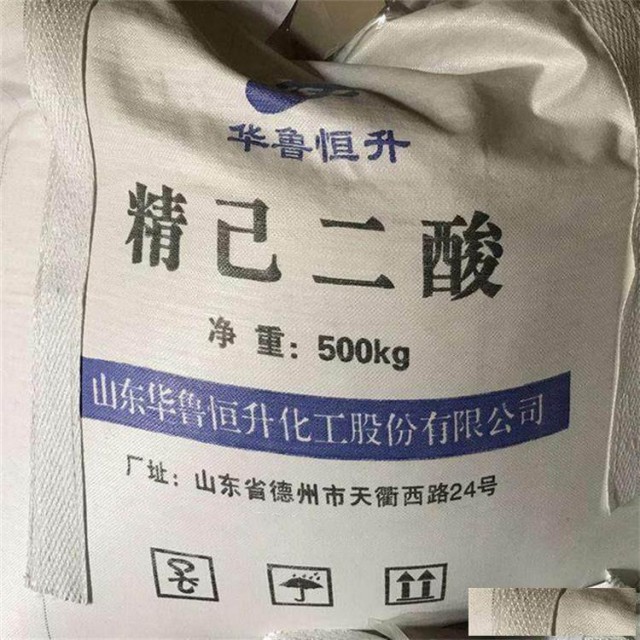 华鲁恒升
精己二酸
净重：500kg
山东华鲁恒升化工股份有限公司
厂址：山东省德州市天衢西路24号